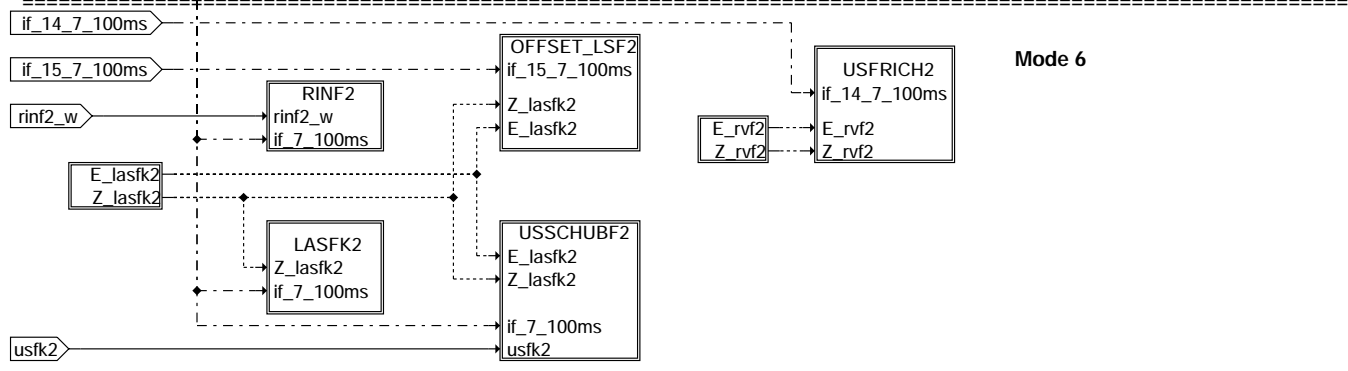 if_14_7_100ms
if_15_7_100ms
rinf2_w
E_lasfk2
Z_lasfk2
usfk2
RINF2
rinf2_w
if_7_100ms
LASFK2
Z_lasfk2
if_7_100ms
OFFSET_LSF2
if_15_7_100ms
Z_lasfk2
E_lasfk2
USSCHUBF2
E_lasfk2
Z_lasfk2
if_7_100ms
usfk2
E_rvf2
Z_rvf2
USFRICH2
if_14_7_100ms
E_rvf2
Z_rvf2
Mode 6